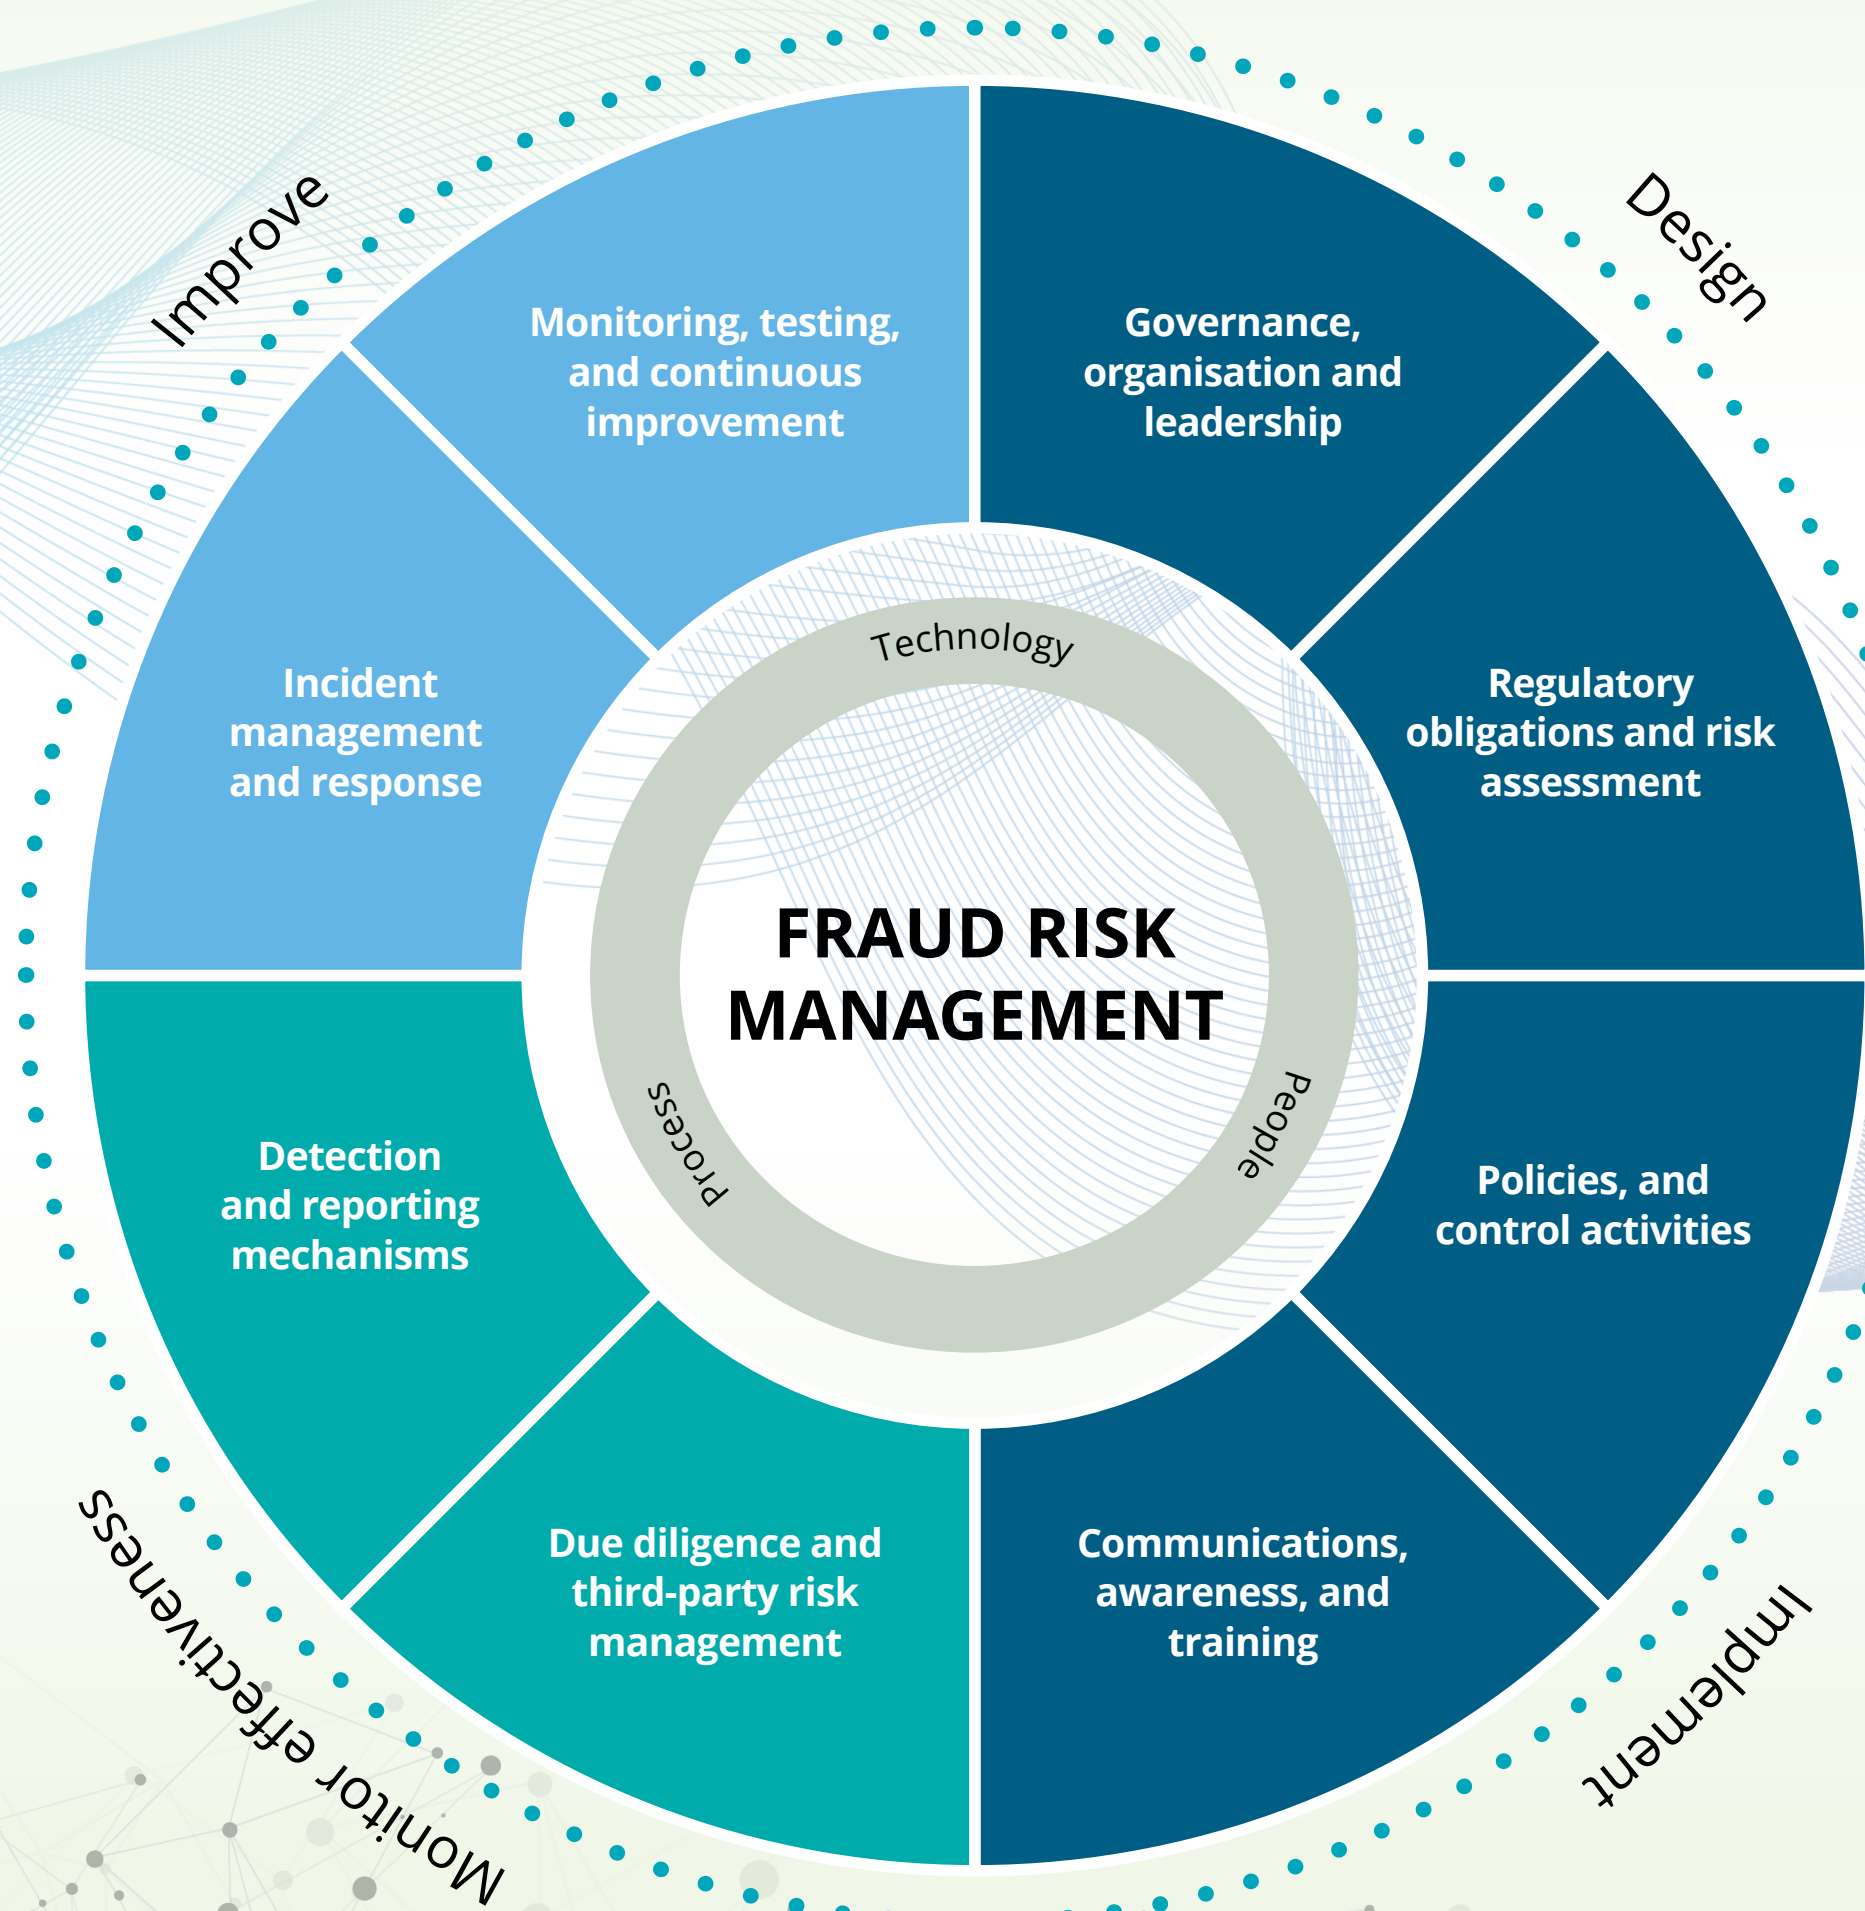 Improve
Design
Monitoring, testing,
and continuous
improvement
Governance,
organisation and
leadership
Incident
management
and response
Technology
Regulatory
obligations and risk
assessment
FRAUD RISK
MANAGEMENT
Process
People
Detection
and reporting
mechanisms
Policies, and
control activities
Due diligence and
third-party risk
management
Communications,
awareness, and
training
Monitor effectiveness
Implement